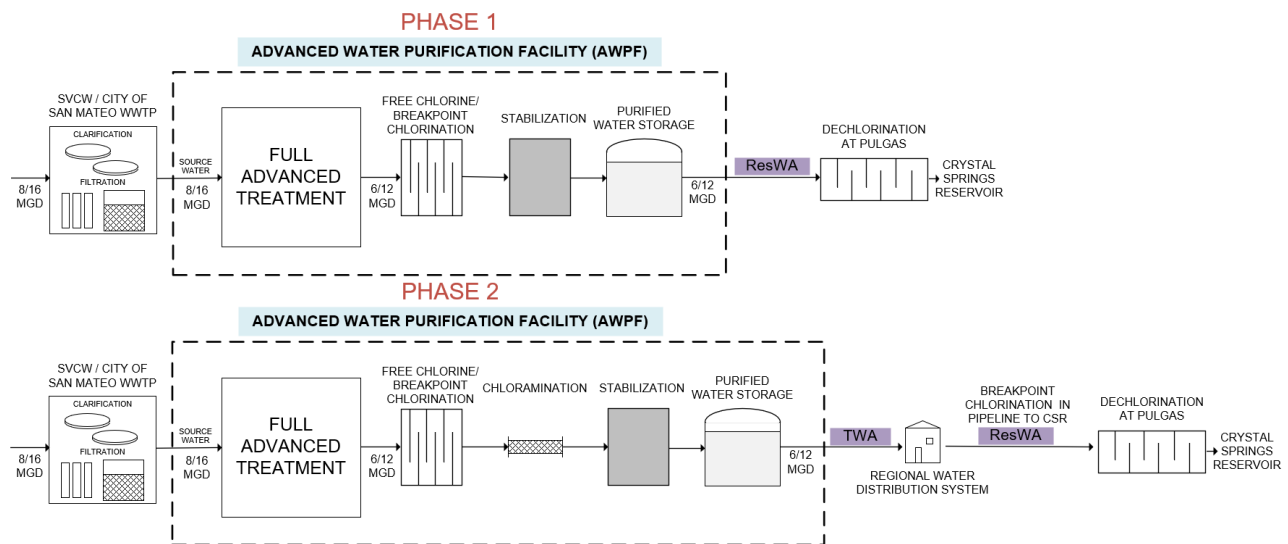 PHASE 1
ADVANCED WATER PURIFICATION FACILITY (AWPF)
SVCW / CITY OF
SAN MATEO WWTP
CLARIFICATION
FILTRATION
8/16
MGD
SOURCE
WATER
8/16
MGD
FULL
ADVANCED
TREATMENT
6/12
MGD
FREE CHLORINE/
BREAKPOINT
CHLORINATION
STABILIZATION
PURIFIED
WATER STORAGE
6/12
MGD
ResWA
DECHLORINATION
AT PULGAS
CRYSTAL
SPRINGS
RESERVOIR
PHASE 2
ADVANCED WATER PURIFICATION FACILITY (AWPF)
SVCW / CITY OF
SAN MATEO WWTP
CLARIFICATION
FILTRATION
8/16
MGD
SOURCE
WATER
8/16
MGD
FULL
ADVANCED
TREATMENT
6/12
MGD
FREE CHLORINE/
BREAKPOINT
CHLORINATION
CHLORAMINATION
STABILIZATION
PURIFIED
WATER STORAGE
6/12
MGD
TWA
REGIONAL WATER
DISTRIBUTION SYSTEM
BREAKPOINT
CHLORINATION IN
PIPELINE TO CSR
ResWA
DECHLORINATION
AT PULGAS
CRYSTAL
SPRINGS
RESERVOIR